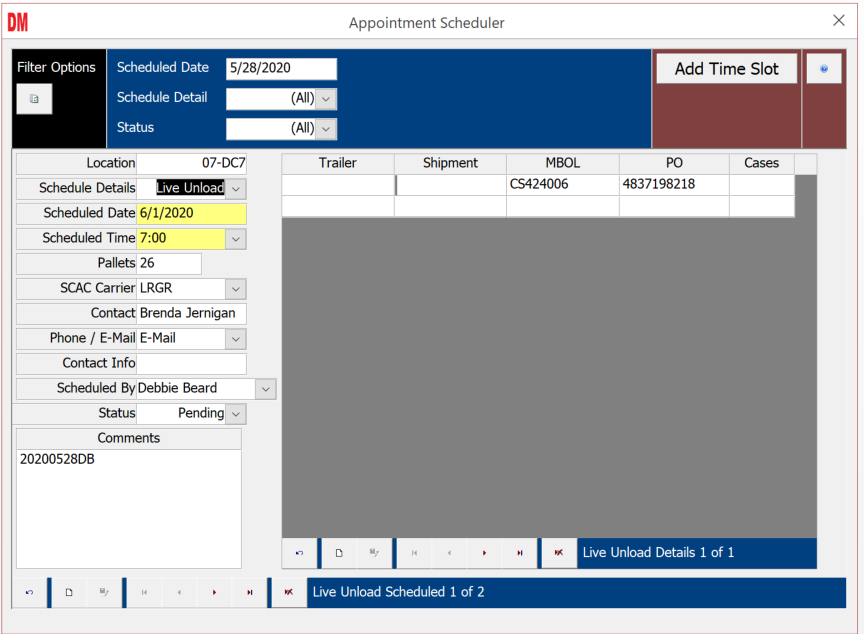 DM
Appointment Scheduler
Filter Options
Scheduled Date 5/28/2020
Schedule Detail (All)
Status (All)
Add Time Slot
Location 07-DC7
Schedule Details Live Unload
Scheduled Date 6/1/2020
Scheduled Time 7:00
Pallets 26
SCAC Carrier LRGR
Contact Brenda Jernigan
Phone / E-Mail E-Mail
Contact Info
Scheduled By Debbie Beard
Status Pending
Comments
20200528DB
Trailer Shipment MBOL PO Cases
CS424006 4837198218
Live Unload Details 1 of 1
Live Unload Scheduled 1 of 2